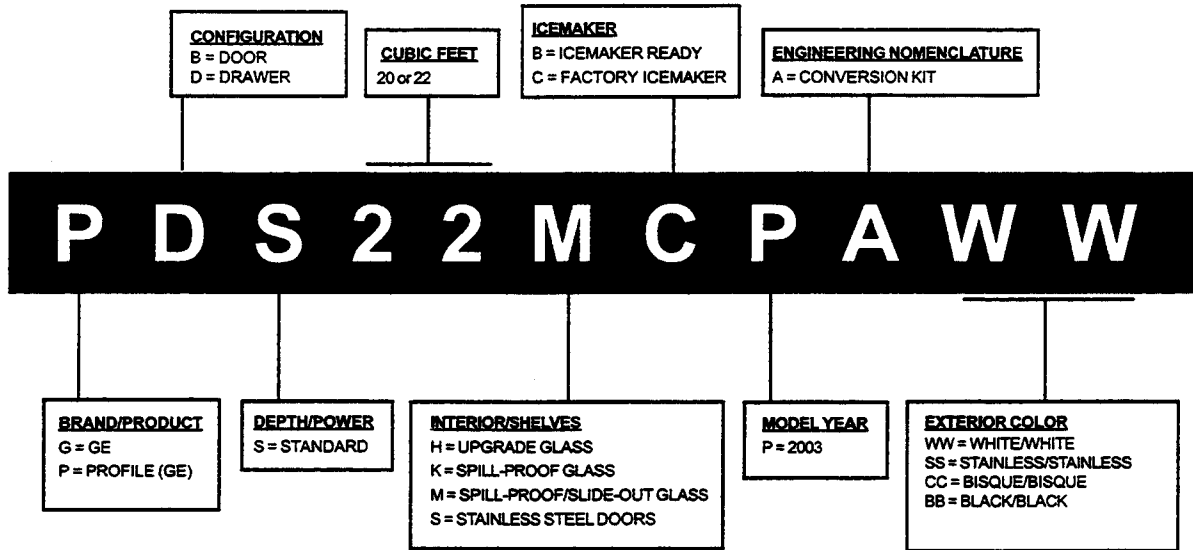 CONFIGURATION
B = DOOR
D = DRAWER
CUBIC FEET
20 or 22
ICEMAKER
B = ICEMAKER READY
C = FACTORY ICEMAKER
ENGINEERING NOMENCLATURE
A = CONVERSION KIT
P D S 2 2 M C P A W W
BRAND/PRODUCT
G = GE
P = PROFILE (GE)
DEPTH/POWER
S = STANDARD
INTERIOR/SHELVES
H = UPGRADE GLASS
K = SPILL-PROOF GLASS
M = SPILL-PROOF/SLIDE-OUT GLASS
S = STAINLESS STEEL DOORS
MODEL YEAR
P = 2003
EXTERIOR COLOR
WW = WHITE/WHITE
SS = STAINLESS/STAINLESS
CC = BISQUE/BISQUE
BB = BLACK/BLACK